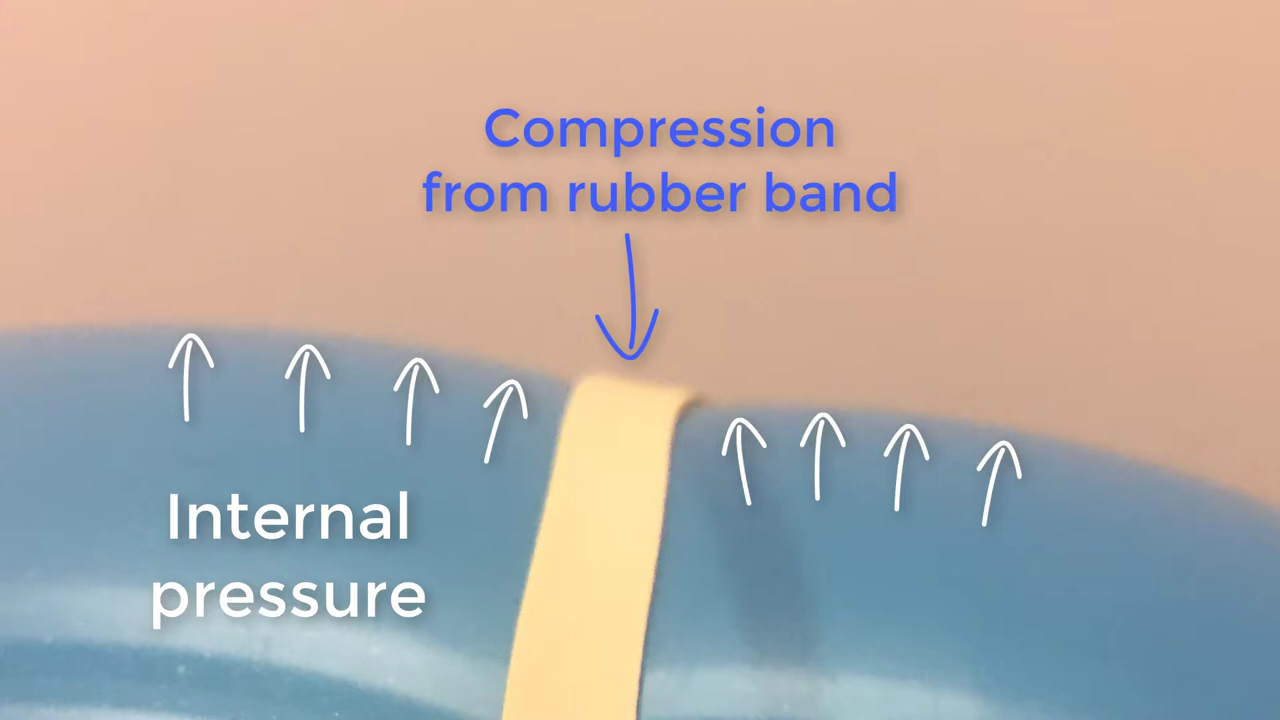 Compression
from rubber band
Internal
pressure